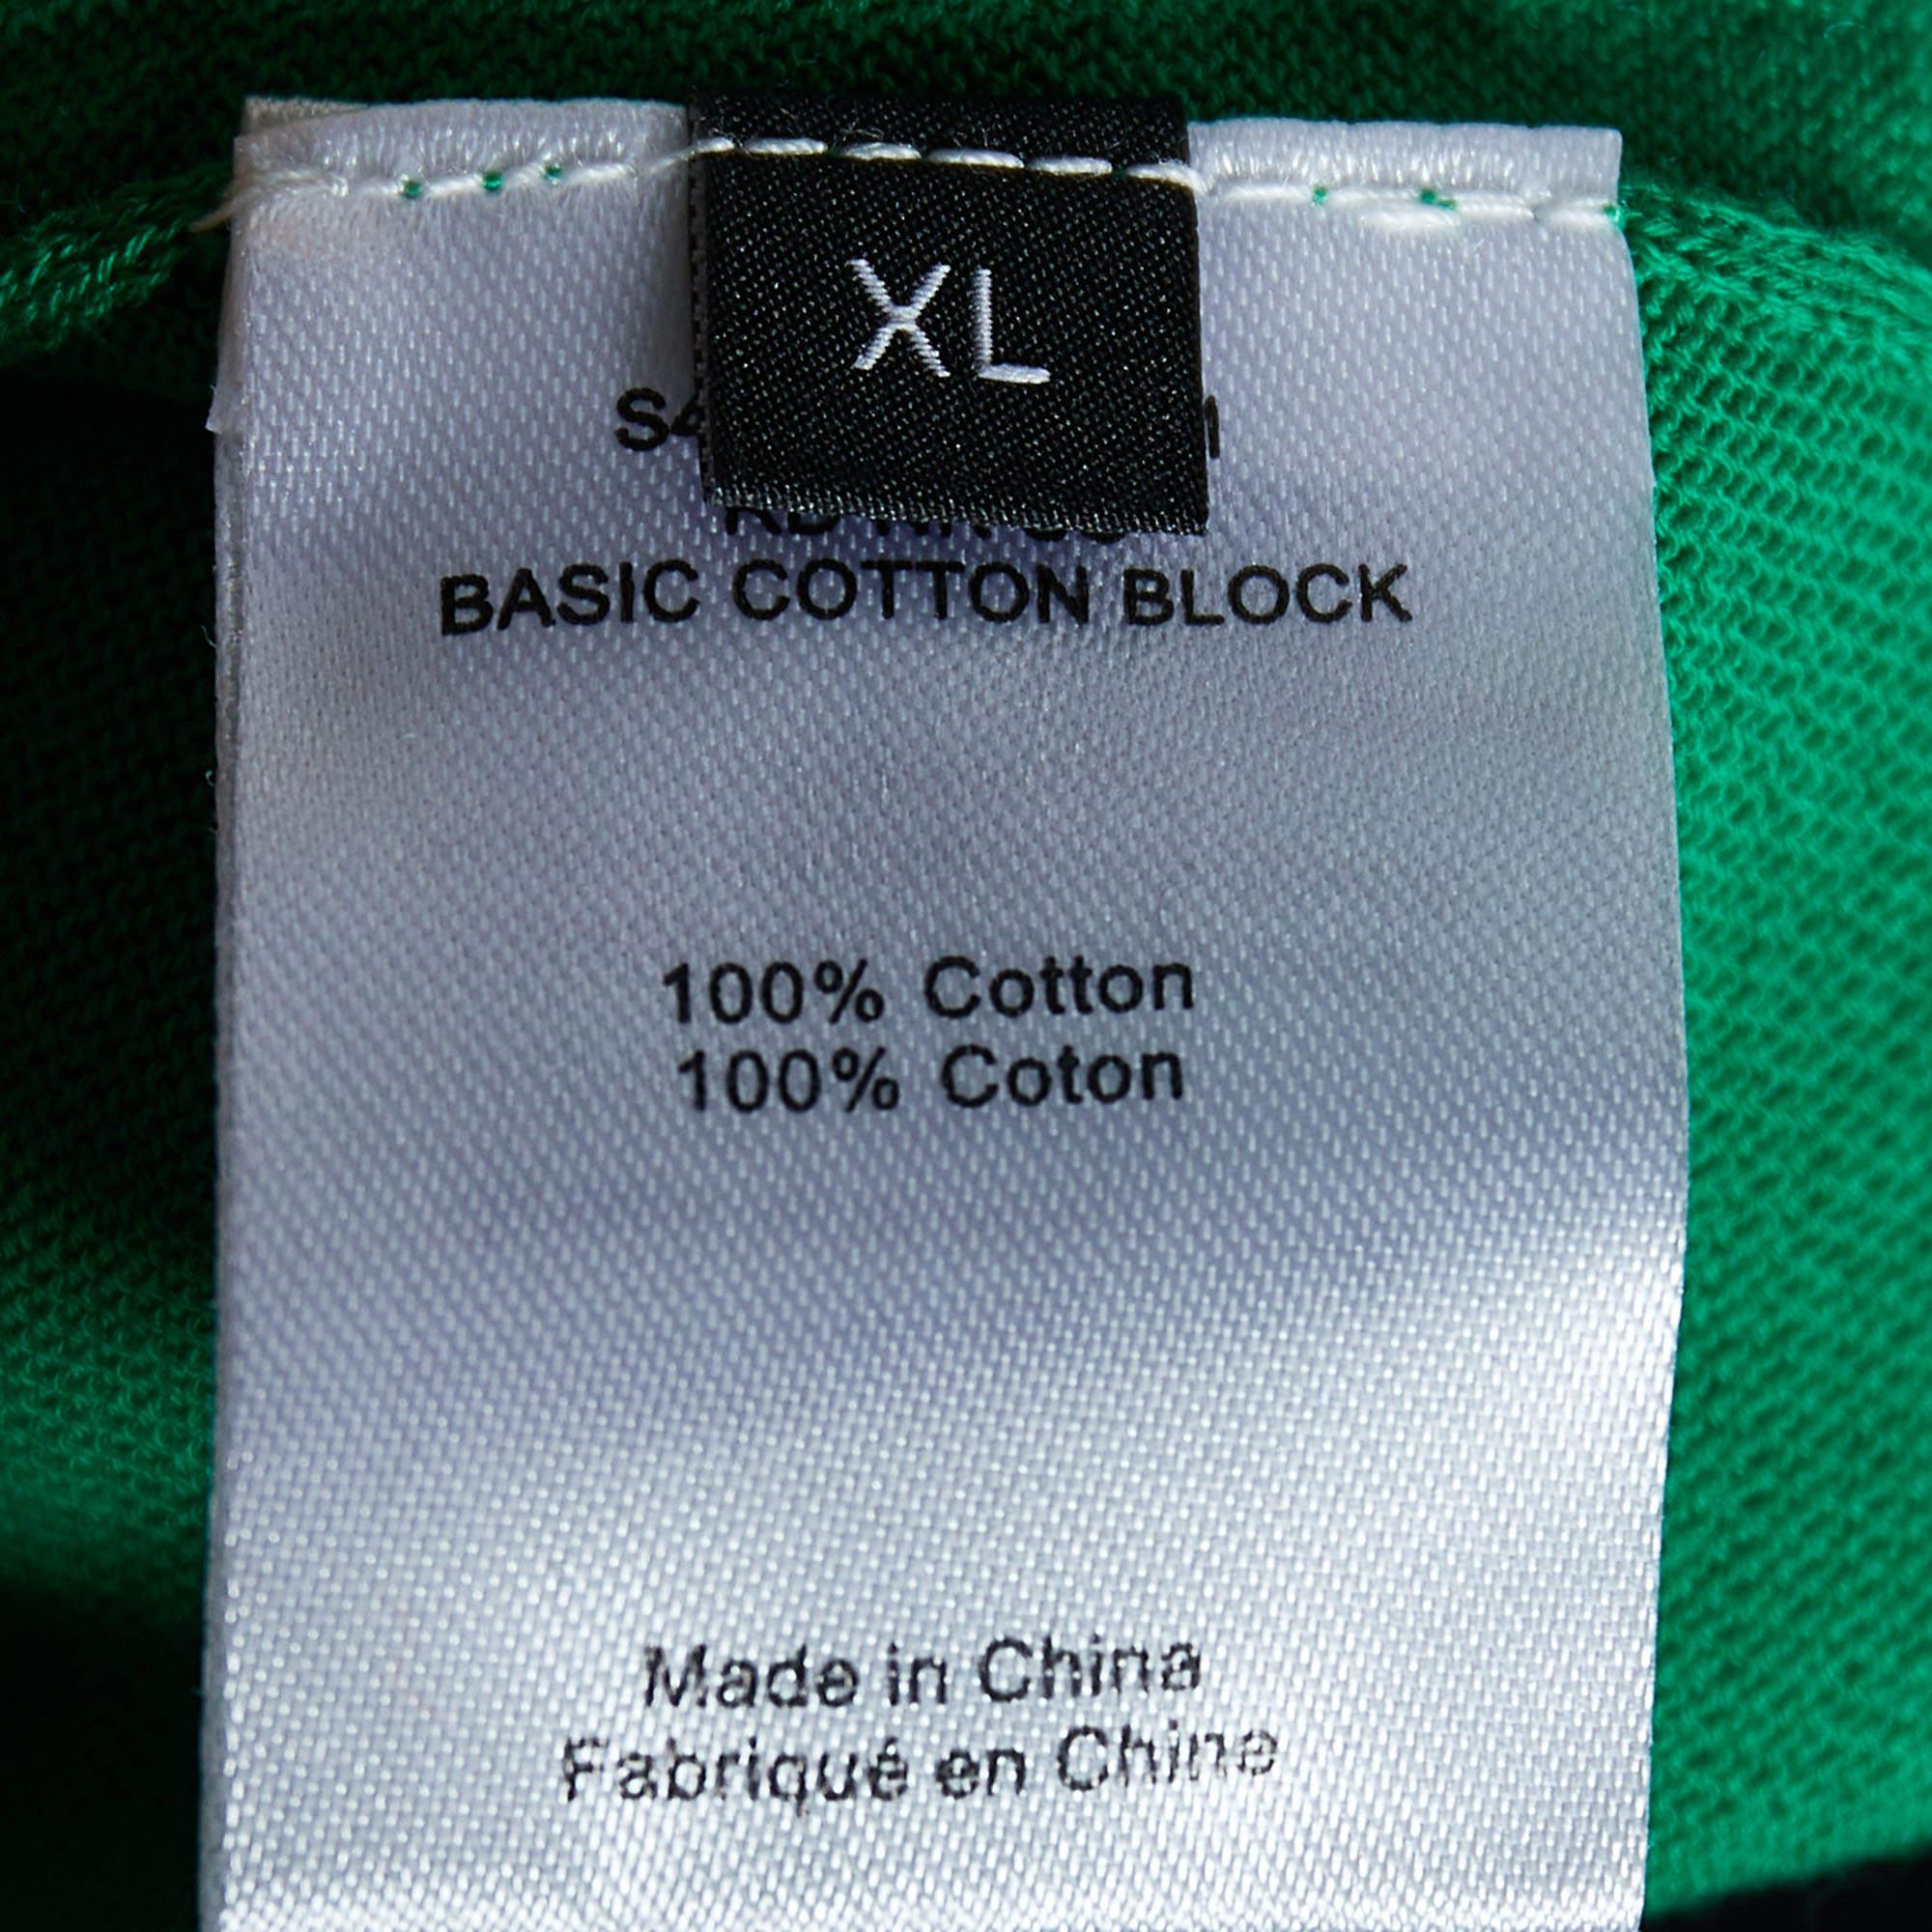 XL
BASIC COTTON BLOCK
100% Cotton
100% Coton
Made in China
Fabriqué en Chine